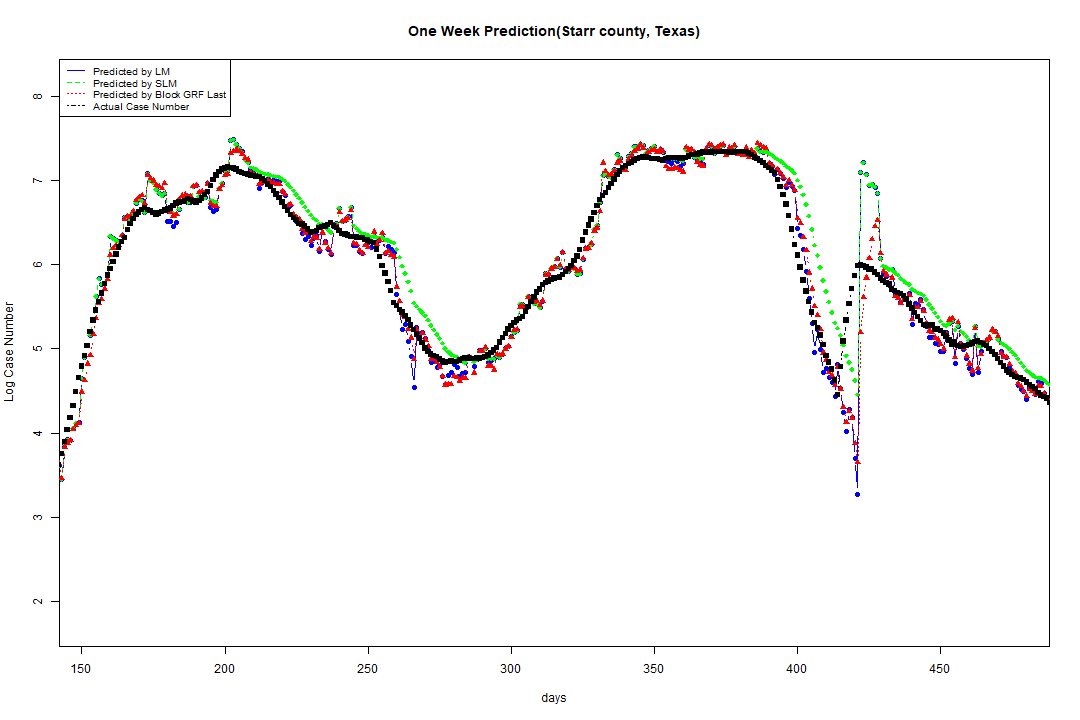 One Week Prediction(Starr county, Texas)
Predicted by LM
Predicted by SLM
Predicted by Block GRF Last
Actual Case Number
8
7
6
5
4
3
2
Log Case Number
150 200 250 300 350 400 450
days